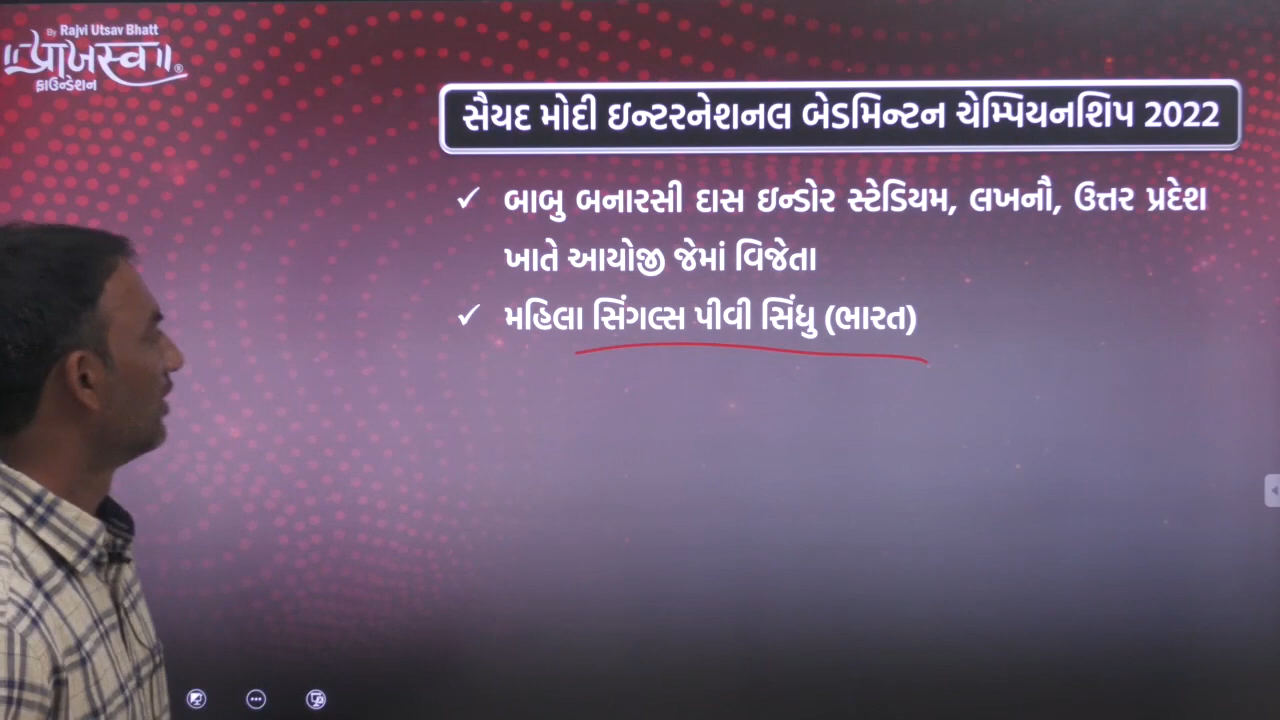 By Rajvi Utsav Bhatt
॥પ્રાખસ્વ॥®
ફાઉન્ડેશન
સૈયદ મોદી ઇન્ટરનેશનલ બેડમિન્ટન ચેમ્પિયનશિપ 2022
✓ બાબુ બનારસી દાસ ઇન્ડોર સ્ટેડિયમ, લખનૌ, ઉત્તર પ્રદેશ
ખાતે આયોજી જેમાં વિજેતા
✓ મહિલા સિંગલ્સ પીવી સિંધુ (ભારત)